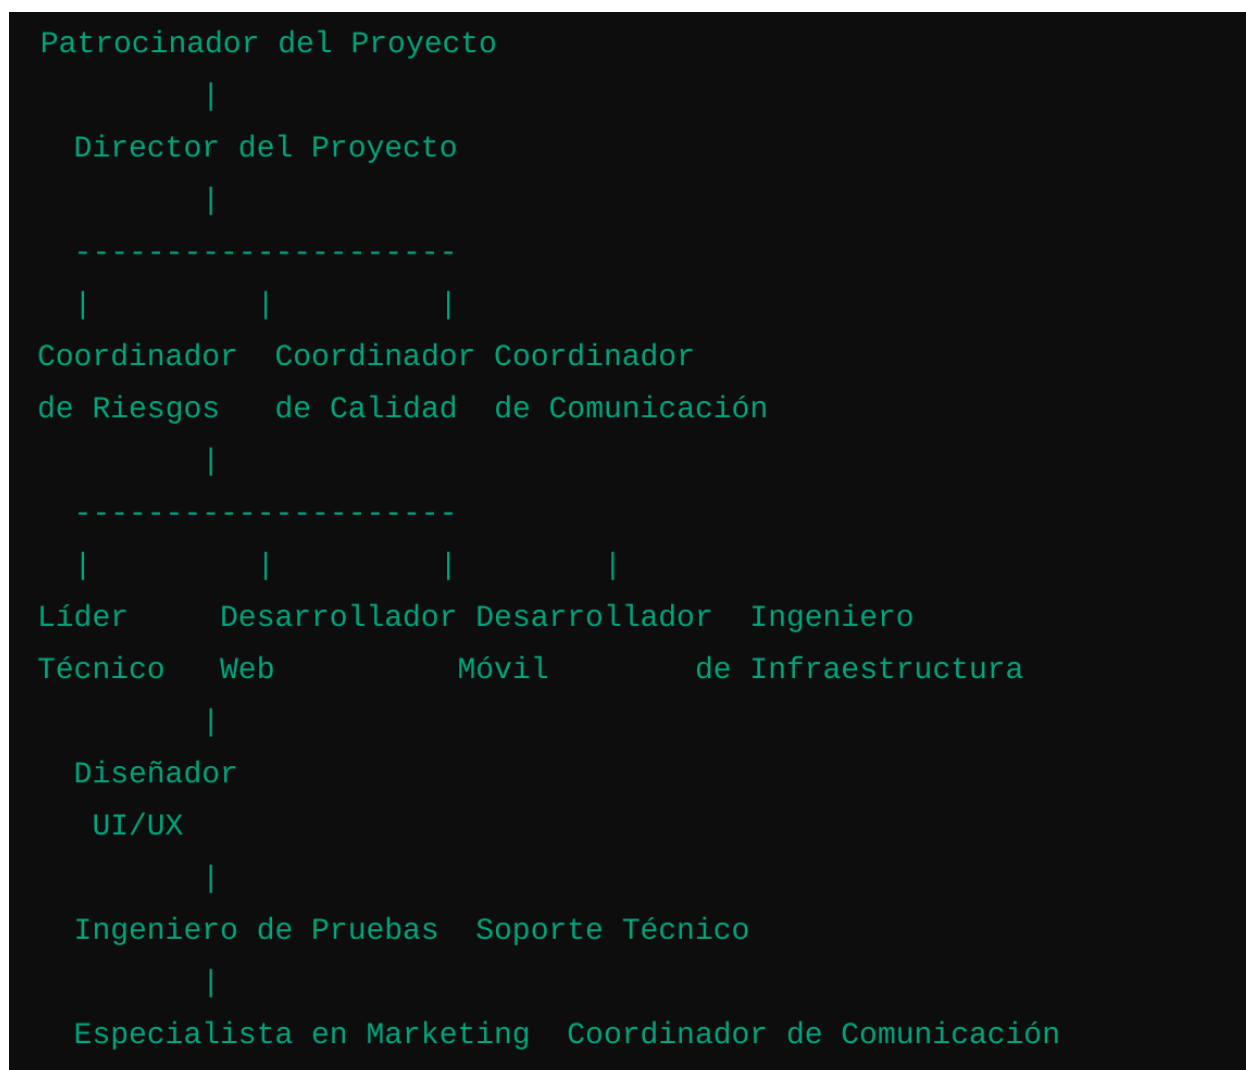 Patrocinador del Proyecto
|
Director del Proyecto
|
---------------------
| | |
Coordinador Coordinador Coordinador
de Riesgos de Calidad de Comunicación
|
---------------------
| | | |
Líder Desarrollador Desarrollador Ingeniero
Técnico Web Móvil de Infraestructura
|
Diseñador
UI/UX
|
Ingeniero de Pruebas Soporte Técnico
|
Especialista en Marketing Coordinador de Comunicación